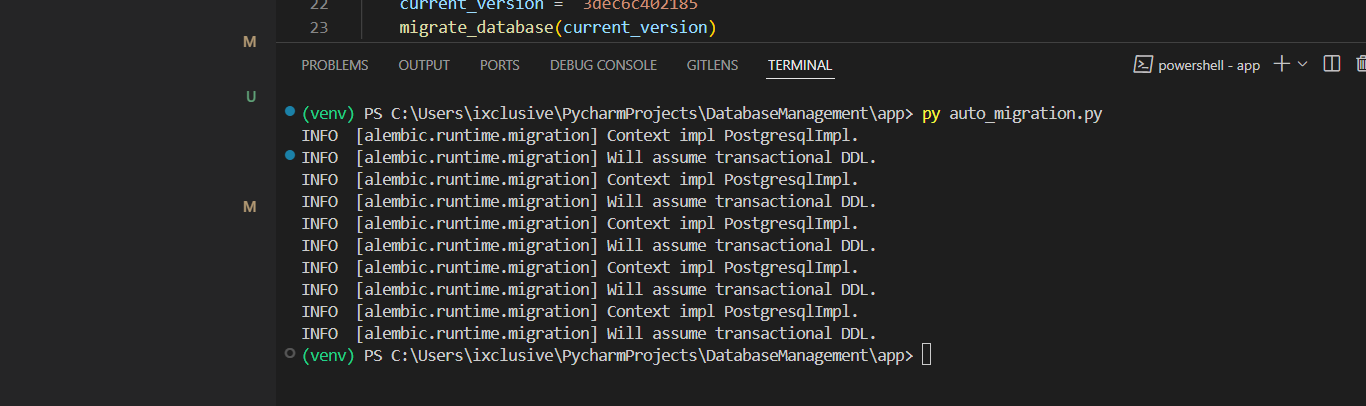 22 current_version = "3dec6c402185"
23 migrate_database(current_version)
M
U
M
PROBLEMS OUTPUT PORTS DEBUG CONSOLE GITLENS TERMINAL powershell - app
(venv) PS C:\Users\ixclusive\PycharmProjects\DatabaseManagement\app> py auto_migration.py
INFO [alembic.runtime.migration] Context impl PostgresqlImpl.
INFO [alembic.runtime.migration] Will assume transactional DDL.
INFO [alembic.runtime.migration] Context impl PostgresqlImpl.
INFO [alembic.runtime.migration] Will assume transactional DDL.
INFO [alembic.runtime.migration] Context impl PostgresqlImpl.
INFO [alembic.runtime.migration] Will assume transactional DDL.
INFO [alembic.runtime.migration] Context impl PostgresqlImpl.
INFO [alembic.runtime.migration] Will assume transactional DDL.
INFO [alembic.runtime.migration] Context impl PostgresqlImpl.
INFO [alembic.runtime.migration] Will assume transactional DDL.
(venv) PS C:\Users\ixclusive\PycharmProjects\DatabaseManagement\app>